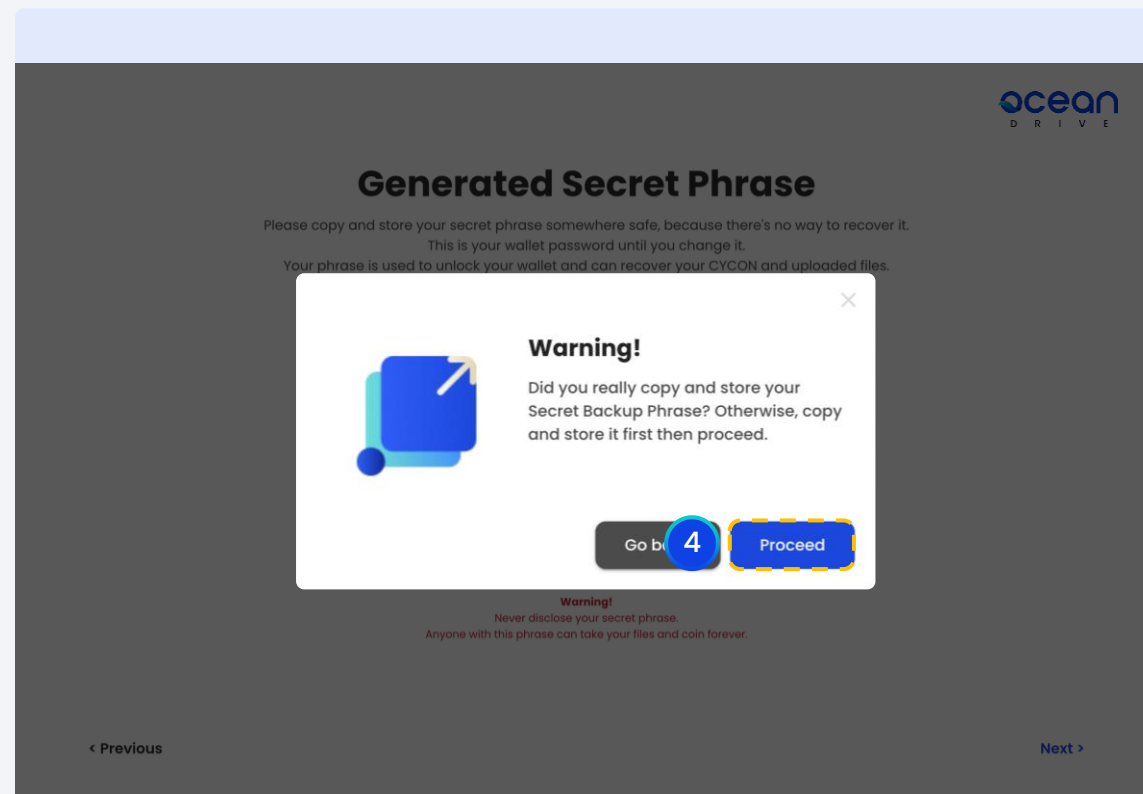 ocean
DRIVE
Generated Secret Phrase
Please copy and store your secret phrase somewhere safe, because there's no way to recover it.
This is your wallet password until you change it.
Your phrase is used to unlock your wallet and can recover your CYCON and uploaded files.
Warning!
Did you really copy and store your
Secret Backup Phrase? Otherwise, copy
and store it first then proceed.
Go 4 Proceed
Warning!
Never disclose your secret phrase.
Anyone with this phrase can take your files and coin forever.
< Previous Next >